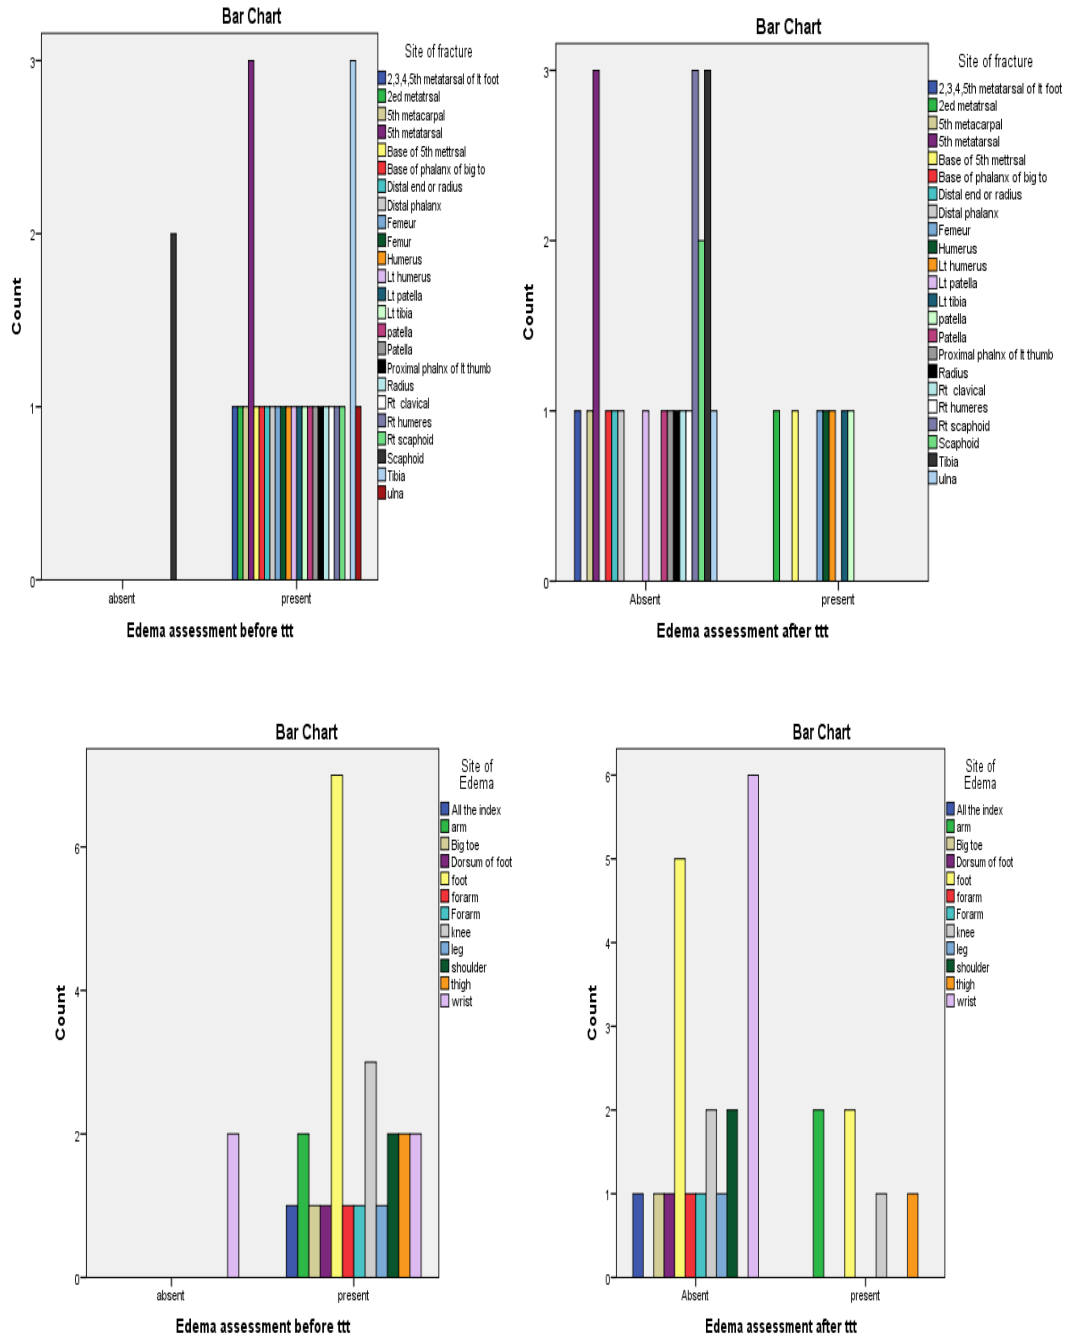 Bar Chart
Site of fracture
2,3,4,5th metatarsal of lt foot
2ed metatrsal
5th metacarpal
5th metatarsal
Base of 5th mettrsal
Base of phalanx of big to
Distal end or radius
Distal phalanx
Femeur
Femur
Humerus
Lt humerus
Lt patella
Lt tibia
patella
Patella
Proximal phalnx of lt thumb
Radius
Rt clavical
Rt humeres
Rt scaphoid
Scaphoid
Tibia
ulna
3
2
1
0
Count
absent
present
Edema assessment before ttt
Bar Chart
Site of fracture
2,3,4,5th metatarsal of lt foot
2ed metatrsal
5th metacarpal
5th metatarsal
Base of 5th mettrsal
Base of phalanx of big to
Distal end or radius
Distal phalanx
Femeur
Humerus
Lt humerus
Lt patella
Lt tibia
patella
Patella
Proximal phalnx of lt thumb
Radius
Rt clavical
Rt humeres
Rt scaphoid
Scaphoid
Tibia
ulna
3
2
1
0
Count
Absent
present
Edema assessment after ttt
Bar Chart
Site of
Edema
All the index
arm
Big toe
Dorsum of foot
foot
forarm
Forarm
knee
leg
shoulder
thigh
wrist
6
4
2
0
Count
absent
present
Edema assessment before ttt
Bar Chart
Site of
Edema
All the index
arm
Big toe
Dorsum of foot
foot
forarm
Forarm
knee
leg
shoulder
thigh
wrist
6
5
4
3
2
1
0
Count
Absent
present
Edema assessment after ttt